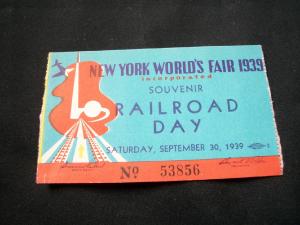 NEW YORK WORLD'S FAIR 1939
incorporated
SOUVENIR
RAILROAD
DAY
SATURDAY, SEPTEMBER 30, 1939
No 53856